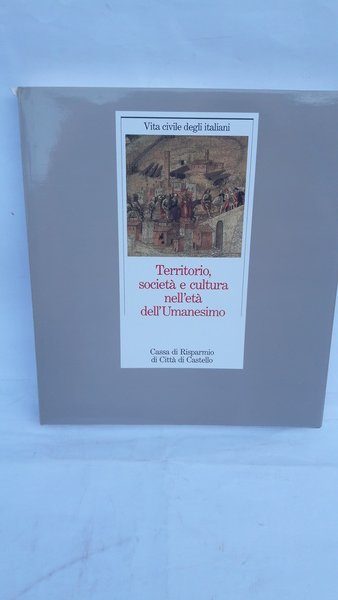 Vita civile degli italiani
Territorio,
società e cultura
nell'età
dell'Umanesimo
Cassa di Risparmio
di Città di Castello